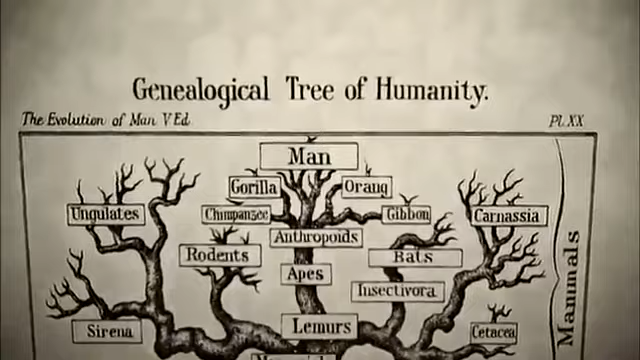 Genealogical Tree of Humanity.
The Evolution of Man V Ed.
Pl. XX
Man
Gorilla
Orang
Ungulates
Chimpanzee
Gibbon
Carnassia
Anthropoids
Rodents
Bats
Apes
Insectivora
Sirena
Lemurs
Cetacea
Mammals